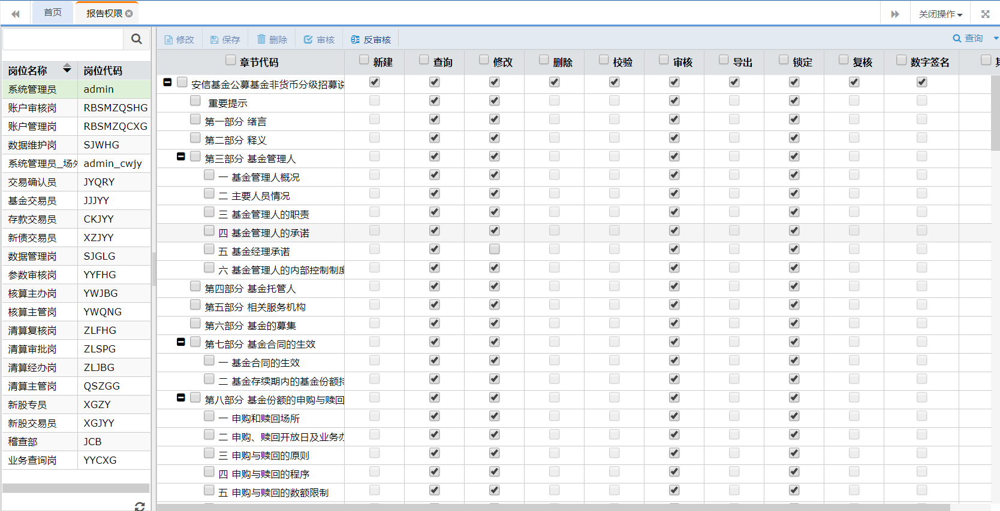 首页 报告权限 关闭操作
修改 保存 删除 审核 反审核 查询
岗位名称 岗位代码
系统管理员 admin
账户审核岗 RBSMZQSHG
账户管理岗 RBSMZQCXG
数据维护岗 SJWHG
系统管理员_场外 admin_cwjy
交易确认员 JYQRY
基金交易员 JJJYY
存款交易员 CKJYY
新债交易员 XZJYY
数据管理岗 SJGLG
参数审核岗 YYFHG
核算主办岗 YWJBG
核算主管岗 YWQNG
清算复核岗 ZLFHG
清算审批岗 ZLSPG
清算经办岗 ZLJBG
清算主管岗 QSZGG
新股专员 XGZY
新股交易员 XGJYY
稽查部 JCB
业务查询岗 YYCXG
章节代码 新建 查询 修改 删除 校验 审核 导出 锁定 复核 数字签名
安信基金公募基金非货币分级招募说
重要提示
第一部分 绪言
第二部分 释义
第三部分 基金管理人
一 基金管理人概况
二 主要人员情况
三 基金管理人的职责
四 基金管理人的承诺
五 基金经理承诺
六 基金管理人的内部控制制度
第四部分 基金托管人
第五部分 相关服务机构
第六部分 基金的募集
第七部分 基金合同的生效
一 基金合同的生效
二 基金存续期内的基金份额持
第八部分 基金份额的申购与赎回
一 申购和赎回场所
二 申购、赎回开放日及业务办
三 申购与赎回的原则
四 申购与赎回的程序
五 申购与赎回的数额限制